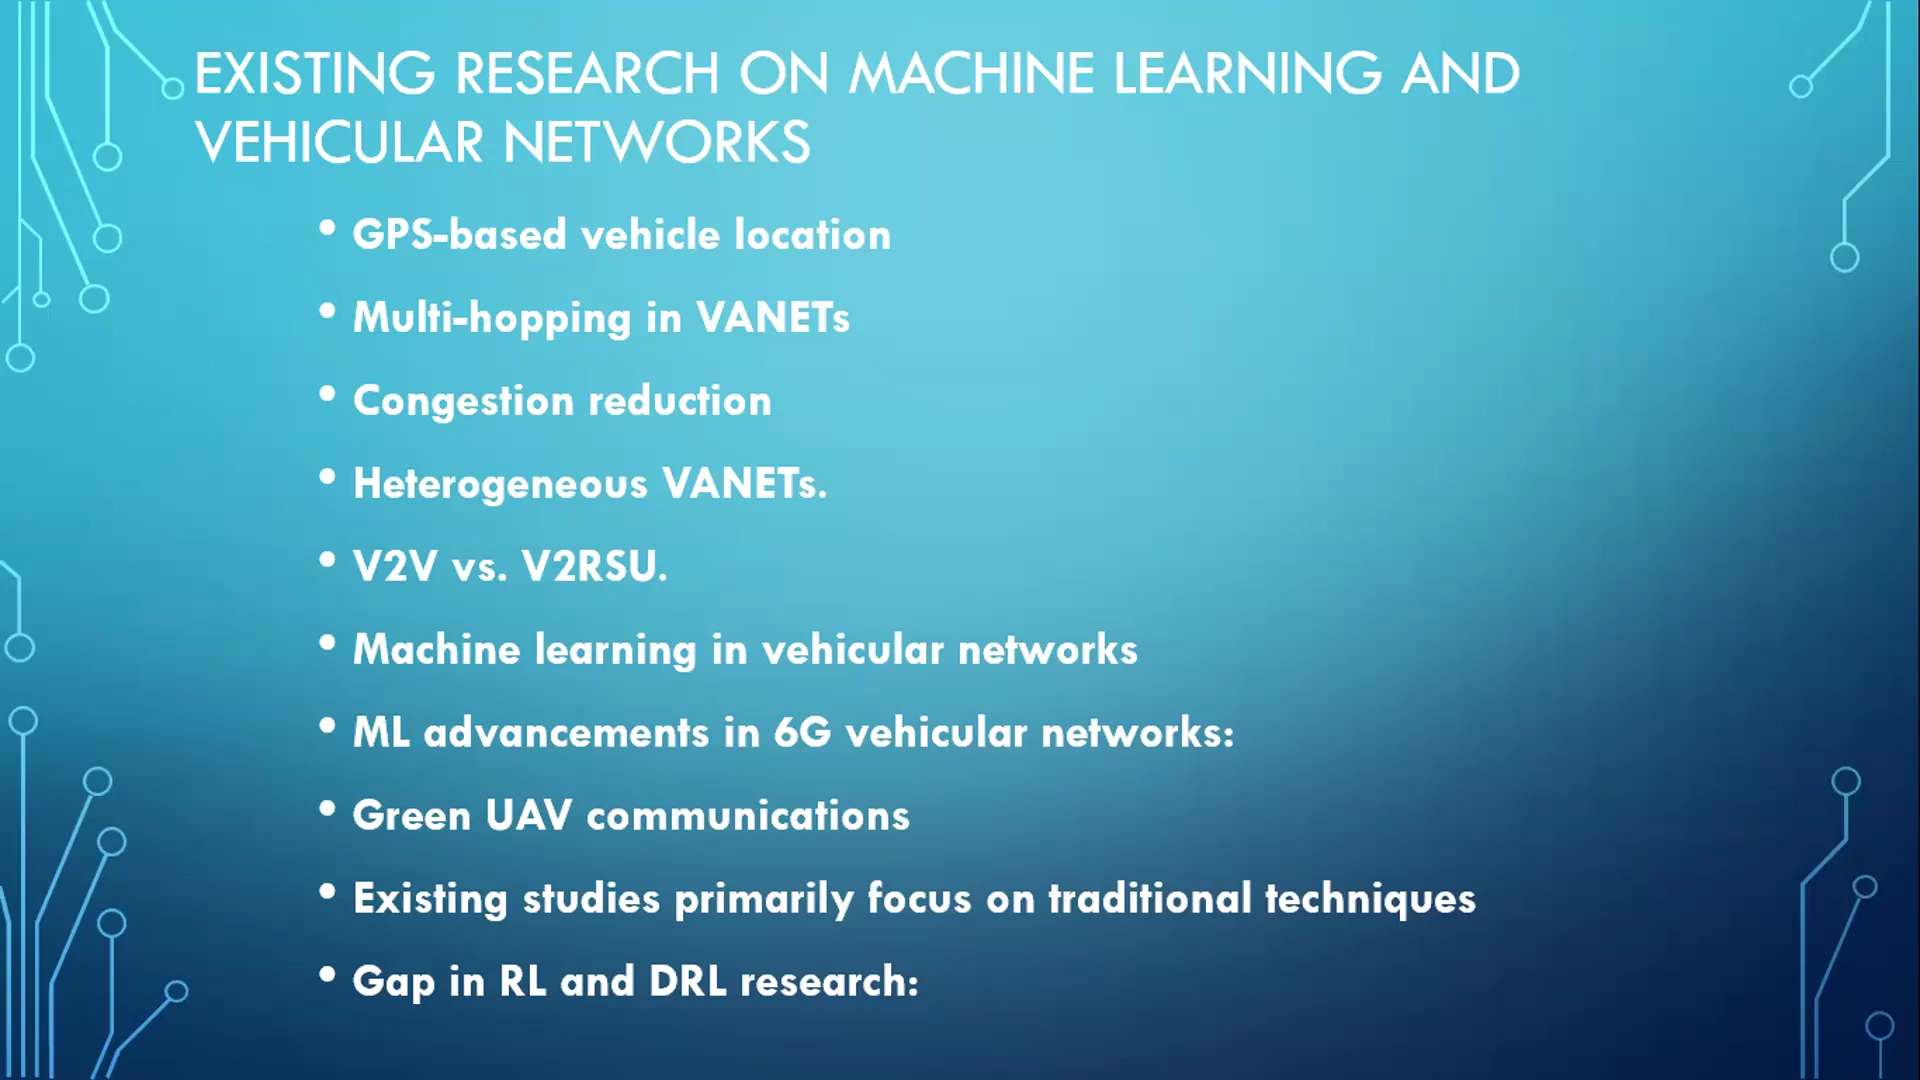 EXISTING RESEARCH ON MACHINE LEARNING AND
VEHICULAR NETWORKS
• GPS-based vehicle location
• Multi-hopping in VANETs
• Congestion reduction
• Heterogeneous VANETs.
• V2V vs. V2RSU.
• Machine learning in vehicular networks
• ML advancements in 6G vehicular networks:
• Green UAV communications
• Existing studies primarily focus on traditional techniques
• Gap in RL and DRL research: